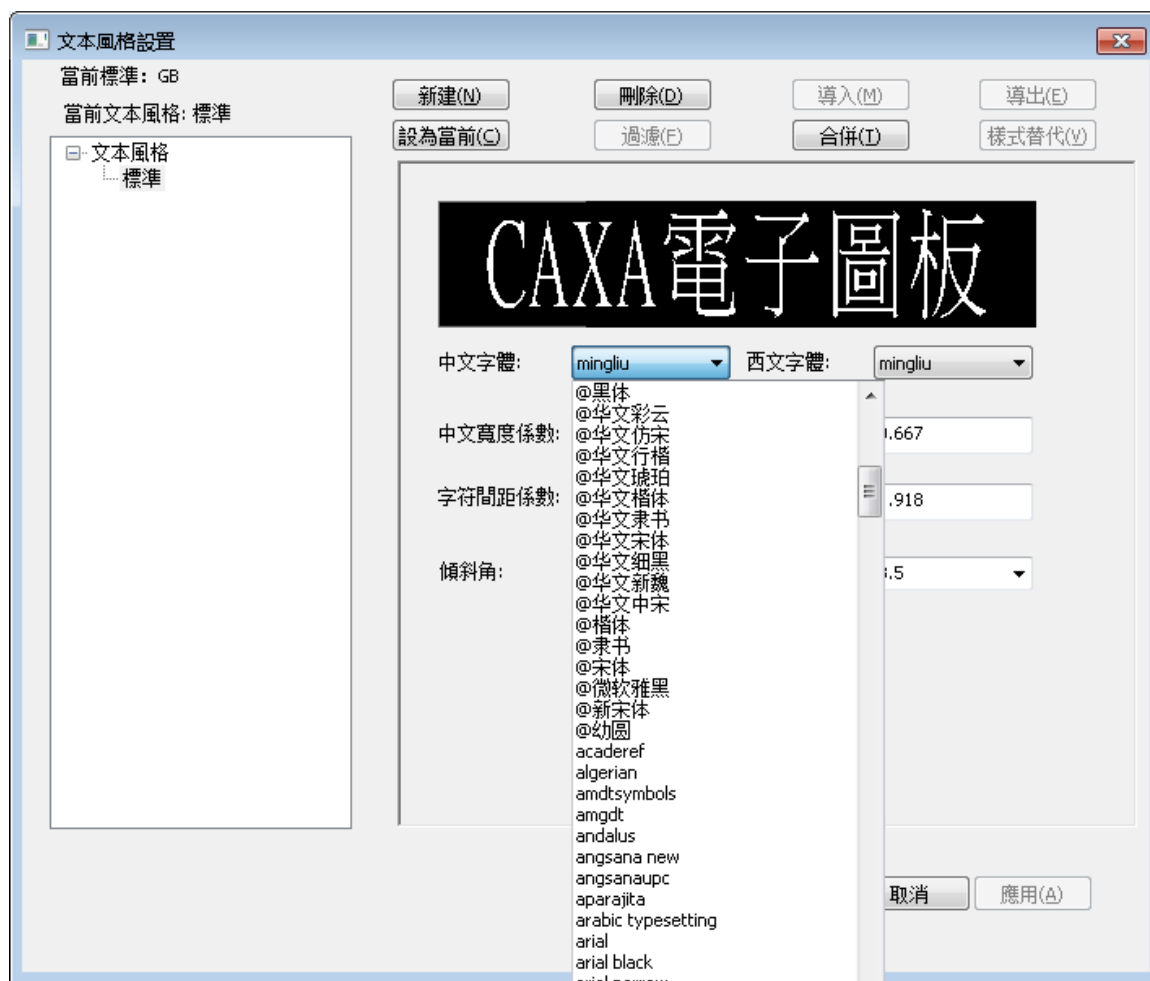 文本風格設置
當前標準: GB
當前文本風格: 標準
文本風格
標準
新建(N) 刪除(D) 導入(M) 導出(E)
設為當前(C) 過濾(F) 合併(T) 樣式替代(V)
CAXA電子圖板
中文字體: mingliu 西文字體: mingliu
中文寬度係數: .667
字符間距係數: .918
傾斜角: .5
@黑体
@华文彩云
@华文仿宋
@华文行楷
@华文琥珀
@华文楷体
@华文隶书
@华文宋体
@华文细黑
@华文新魏
@华文中宋
@楷体
@隶书
@宋体
@微软雅黑
@新宋体
@幼圆
acaderef
algerian
amdtsymbols
amgdt
andalus
angsana new
angsanaupc
aparajita
arabic typesetting
arial
arial black
取消 應用(A)